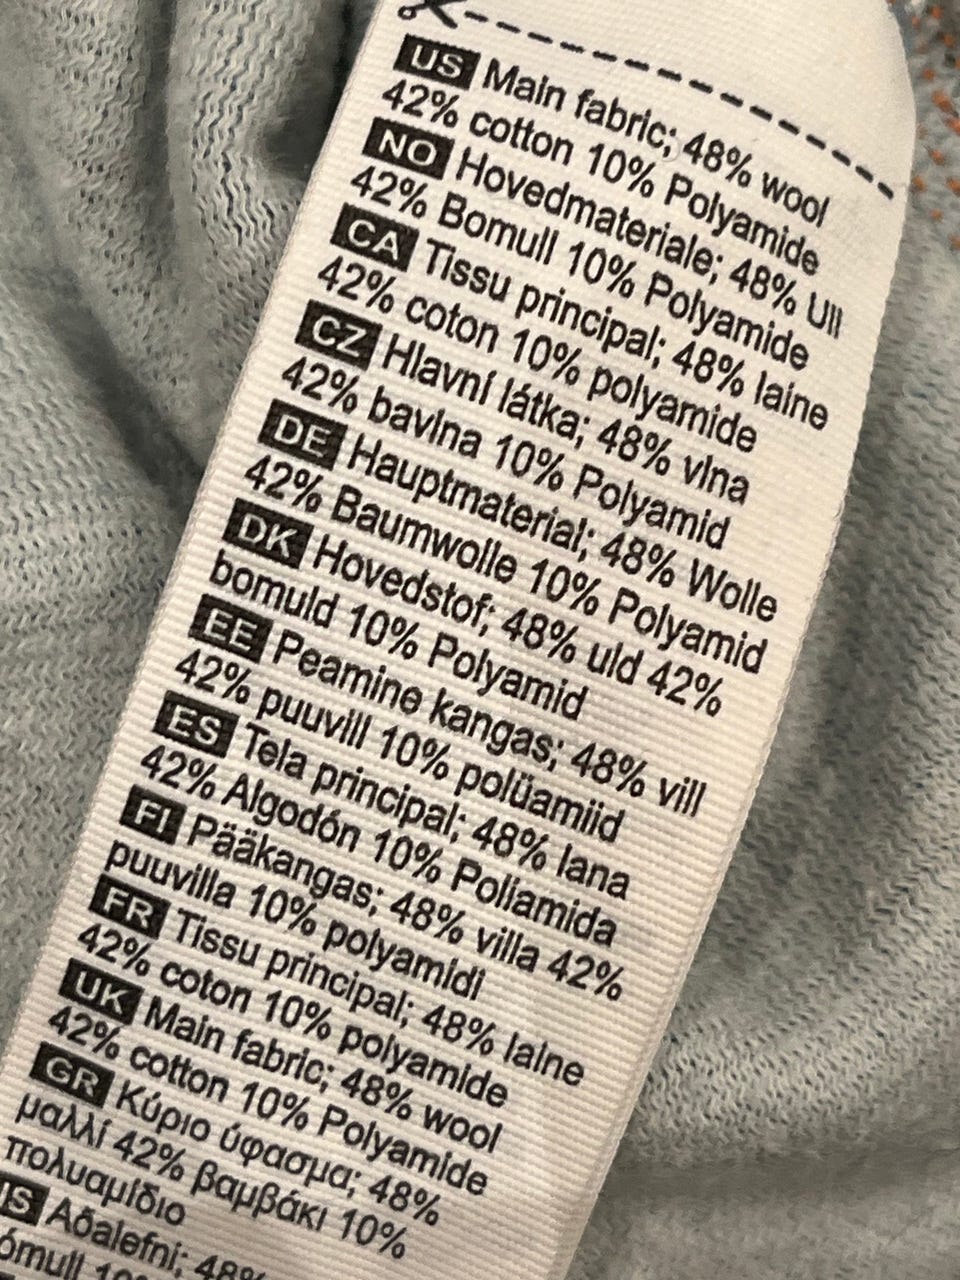 US Main fabric; 48% wool
42% cotton 10% Polyamide
NO Hovedmateriale; 48% Ull
42% Bomull 10% Polyamide
CA Tissu principal; 48% laine
42% coton 10% polyamide
CZ Hlavní látka; 48% vlna
42% bavlna 10% Polyamid
DE Hauptmaterial; 48% Wolle
42% Baumwolle 10% Polyamid
DK Hovedstof; 48% uld 42%
bomuld 10% Polyamid
EE Peamine kangas; 48% vill
42% puuvill 10% polüamiid
ES Tela principal; 48% lana
42% Algodón 10% Poliamida
FI Pääkangas; 48% villa 42%
puuvilla 10% polyamidi
FR Tissu principal; 48% laine
42% coton 10% polyamide
UK Main fabric; 48% wool
42% cotton 10% Polyamide
GR Κύριο ύφασμα; 48%
μαλλί 42% βαμβάκι 10%
πολυαμίδιο
IS Aðalefni; 48%